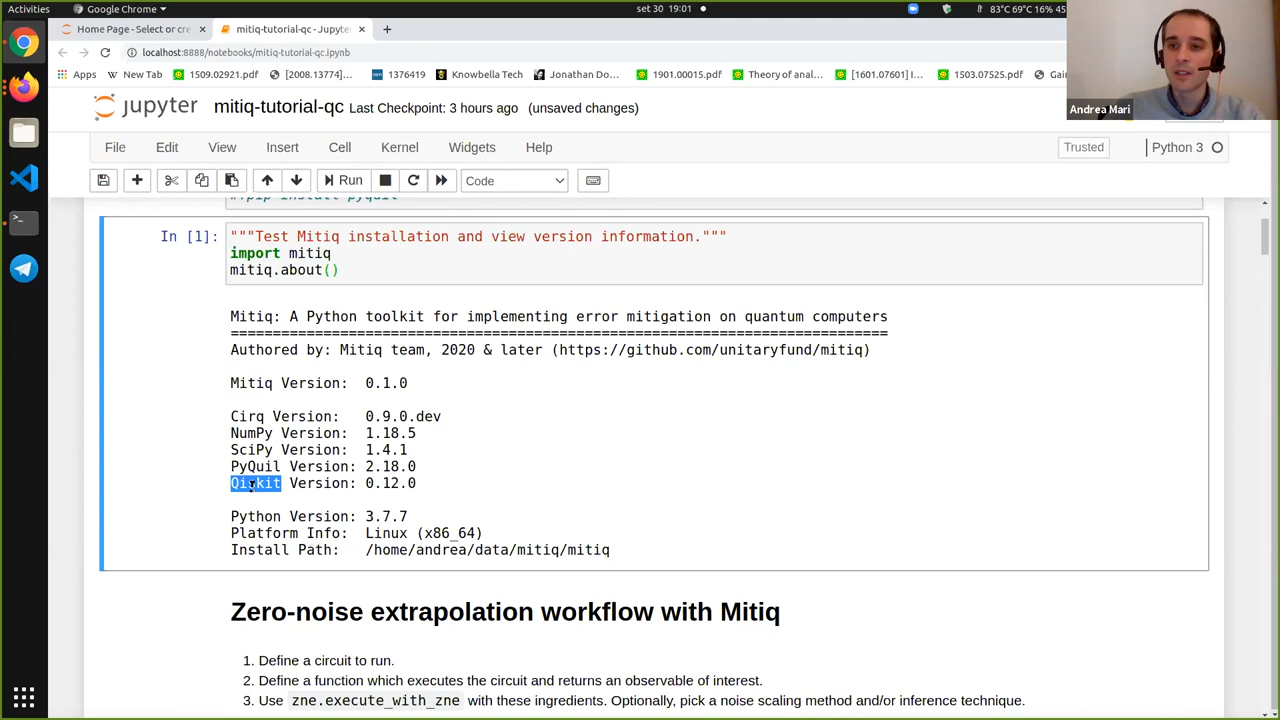 Activities
Google Chrome
set 30 19:01
83°C 69°C 16% 45
Home Page - Select or cre
mitiq-tutorial-qc - Jupyte
localhost:8888/notebooks/mitiq-tutorial-qc.ipynb
Apps New Tab 1509.02921.pdf [2008.13774]... 1376419 Knowbella Tech Jonathan Do... 1901.00015.pdf Theory of anal... [1601.07601] I... 1503.07525.pdf Gai
Andrea Mari
jupyter mitiq-tutorial-qc Last Checkpoint: 3 hours ago (unsaved changes)
File Edit View Insert Cell Kernel Widgets Help Trusted Python 3
Run Code
#!pip install pyquil
In [1]: """Test Mitiq installation and view version information."""
import mitiq
mitiq.about()
Mitiq: A Python toolkit for implementing error mitigation on quantum computers
==============================================================================
Authored by: Mitiq team, 2020 & later (https://github.com/unitaryfund/mitiq)
Mitiq Version: 0.1.0
Cirq Version: 0.9.0.dev
NumPy Version: 1.18.5
SciPy Version: 1.4.1
PyQuil Version: 2.18.0
Qiskit Version: 0.12.0
Python Version: 3.7.7
Platform Info: Linux (x86_64)
Install Path: /home/andrea/data/mitiq/mitiq
Zero-noise extrapolation workflow with Mitiq
1. Define a circuit to run.
2. Define a function which executes the circuit and returns an observable of interest.
3. Use zne.execute_with_zne with these ingredients. Optionally, pick a noise scaling method and/or inference technique.